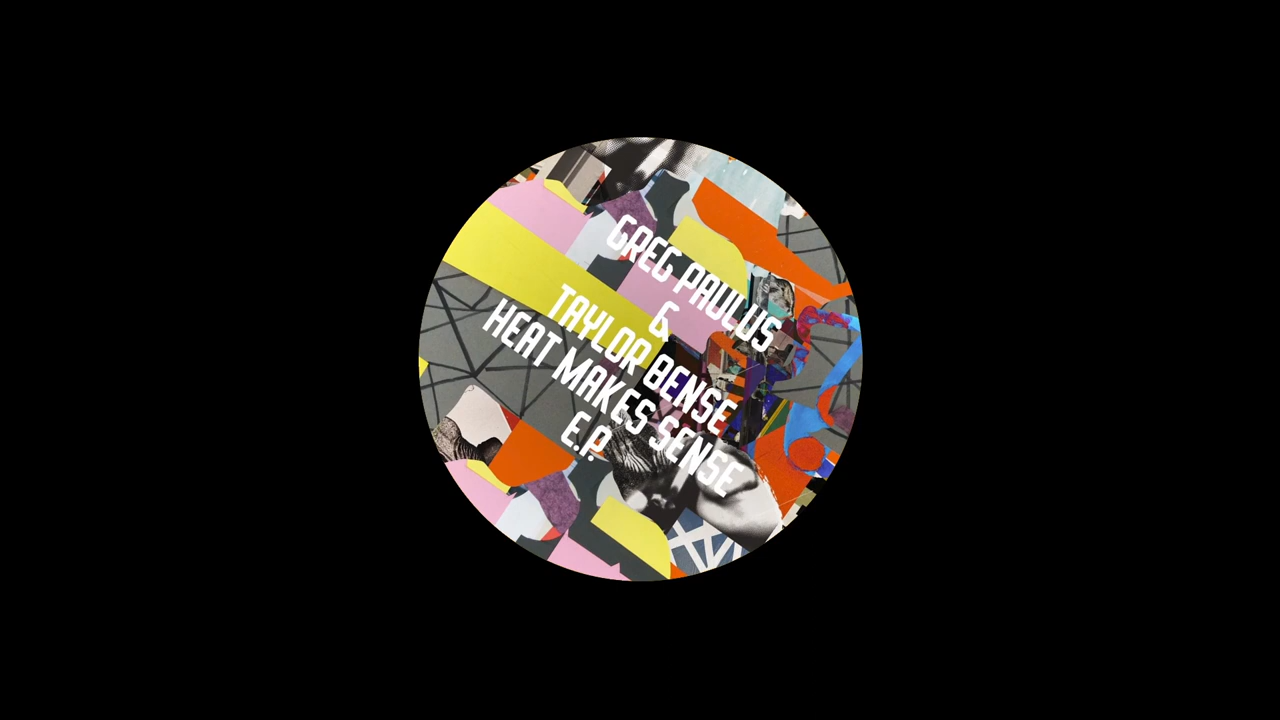 GREG PAULUS
&
TAYLOR BENSE
HEAT MAKES SENSE
E.P.